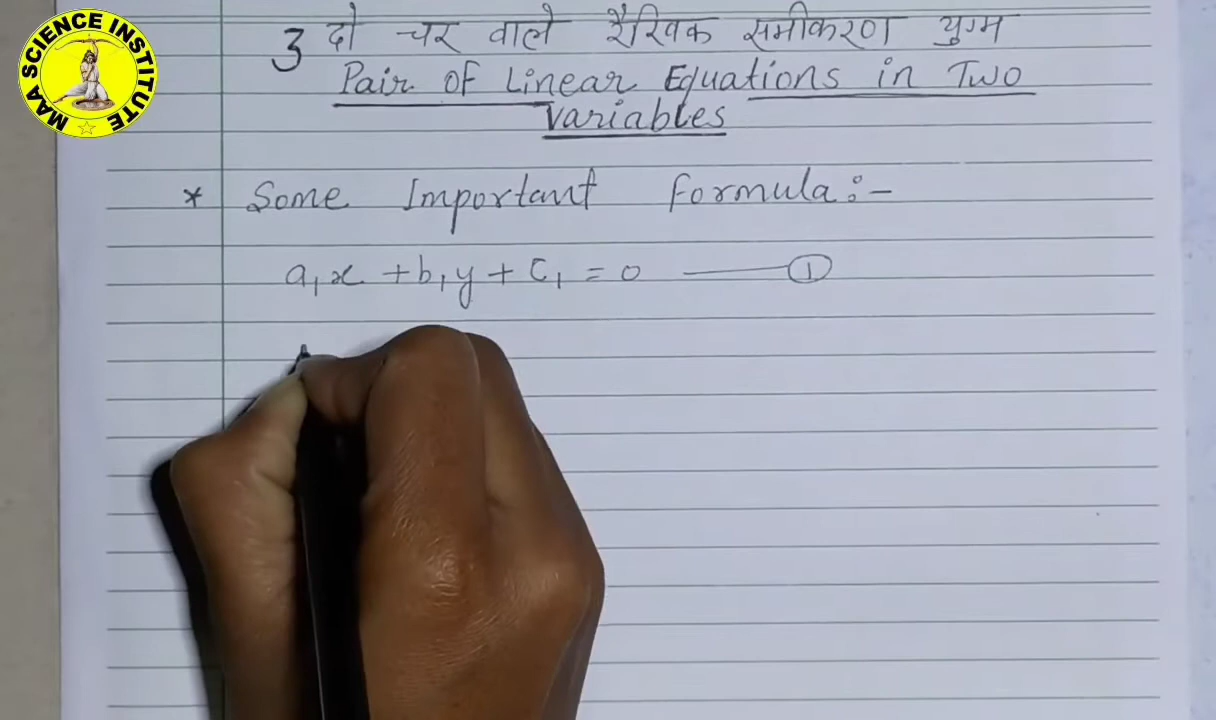 MAA SCIENCE INSTITUTE
3 दो चर वाले रैखिक समीकरण युग्म
Pair of Linear Equations in Two
Variables
* Some Important formula:-
a₁x + b₁y + c₁ = 0 —— ①